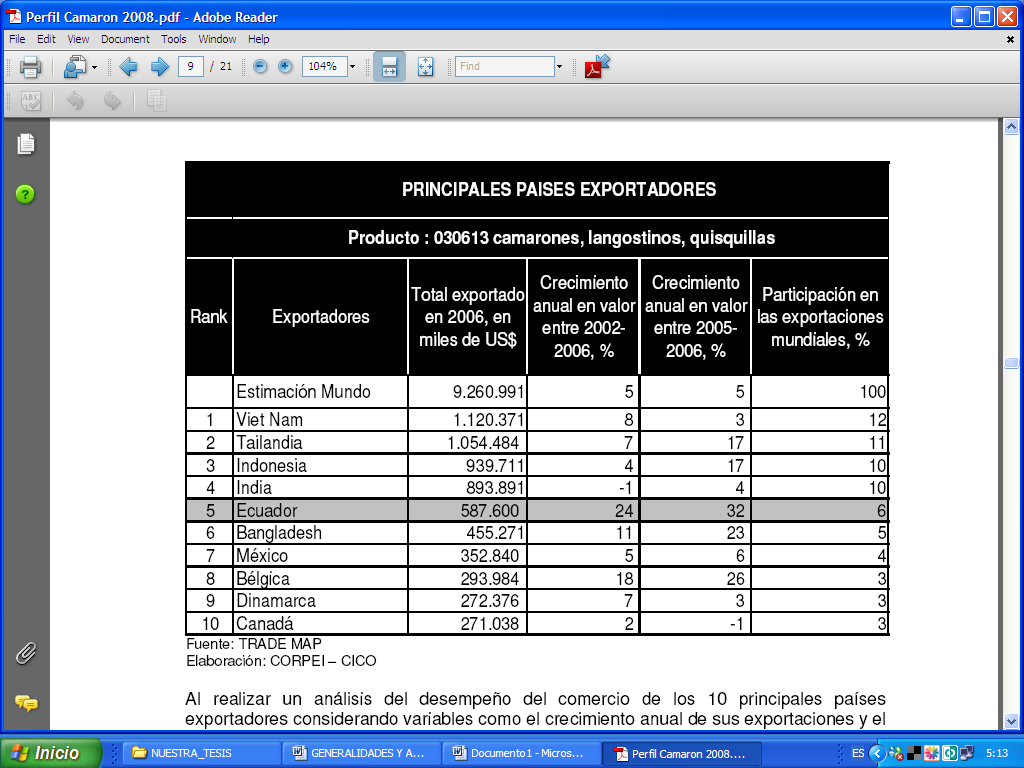 Perfil Camaron 2008.pdf - Adobe Reader
File Edit View Document Tools Window Help
9 / 21 104% Find
PRINCIPALES PAISES EXPORTADORES
Producto : 030613 camarones, langostinos, quisquillas
Rank Exportadores Total exportado en 2006, en miles de US$ Crecimiento anual en valor entre 2002-2006, % Crecimiento anual en valor entre 2005-2006, % Participación en las exportaciones mundiales, %
Estimación Mundo 9.260.991 5 5 100
1 Viet Nam 1.120.371 8 3 12
2 Tailandia 1.054.484 7 17 11
3 Indonesia 939.711 4 17 10
4 India 893.891 -1 4 10
5 Ecuador 587.600 24 32 6
6 Bangladesh 455.271 11 23 5
7 México 352.840 5 6 4
8 Bélgica 293.984 18 26 3
9 Dinamarca 272.376 7 3 3
10 Canadá 271.038 2 -1 3
Fuente: TRADE MAP
Elaboración: CORPEI – CICO
Al realizar un análisis del desempeño del comercio de los 10 principales países
exportadores considerando variables como el crecimiento anual de sus exportaciones y el
Inicio NUESTRA_TESIS GENERALIDADES Y A... Documento1 - Micros... Perfil Camaron 2008.... ES 5:13